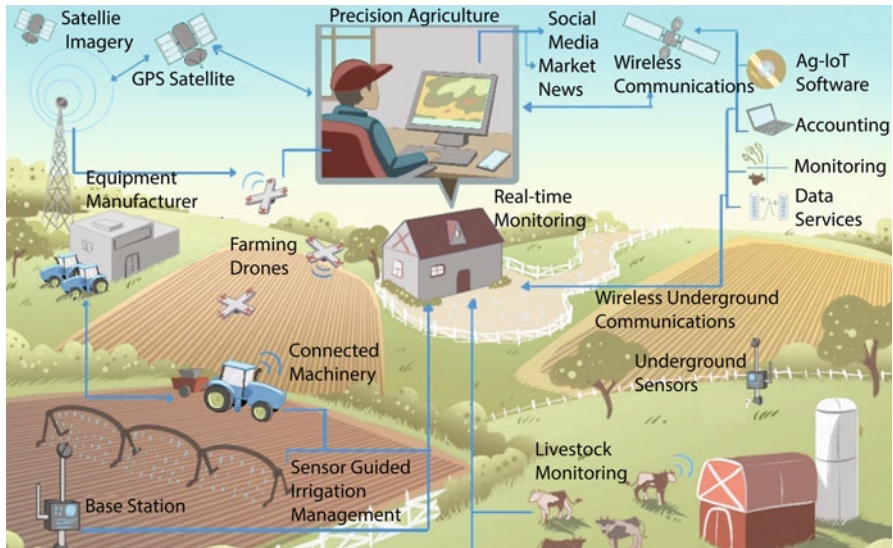 Satellie
Imagery
GPS Satellite
Precision Agriculture
Social
Media
Market
News
Wireless
Communications
Ag-IoT
Software
Accounting
Monitoring
Data
Services
Equipment
Manufacturer
Farming
Drones
Real-time
Monitoring
Wireless Underground
Communications
Underground
Sensors
Connected
Machinery
Livestock
Monitoring
Sensor Guided
Irrigation
Management
Base Station